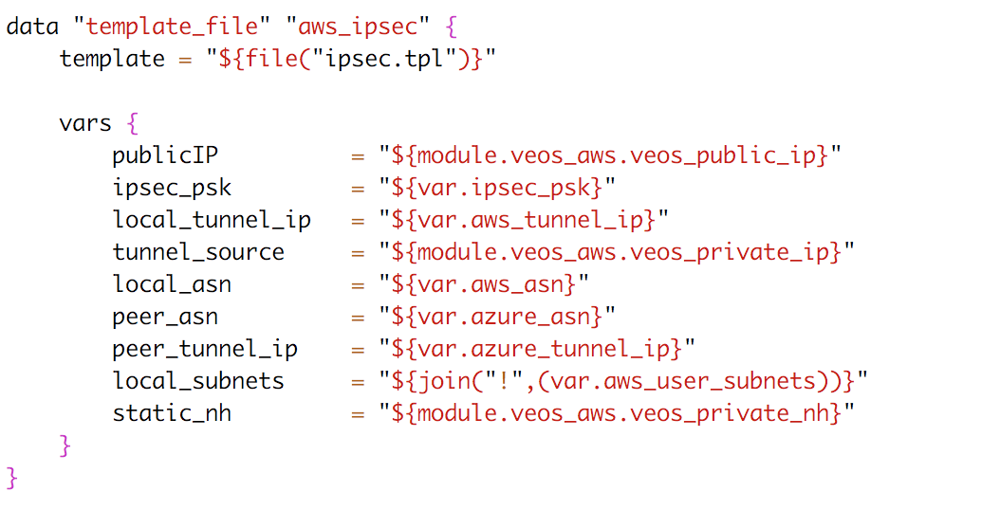 data "template_file" "aws_ipsec" {
    template = "${file("ipsec.tpl")}"

    vars {
        publicIP          = "${module.veos_aws.veos_public_ip}"
        ipsec_psk         = "${var.ipsec_psk}"
        local_tunnel_ip   = "${var.aws_tunnel_ip}"
        tunnel_source     = "${module.veos_aws.veos_private_ip}"
        local_asn         = "${var.aws_asn}"
        peer_asn          = "${var.azure_asn}"
        peer_tunnel_ip    = "${var.azure_tunnel_ip}"
        local_subnets     = "${join("!",(var.aws_user_subnets))}"
        static_nh         = "${module.veos_aws.veos_private_nh}"
    }
}